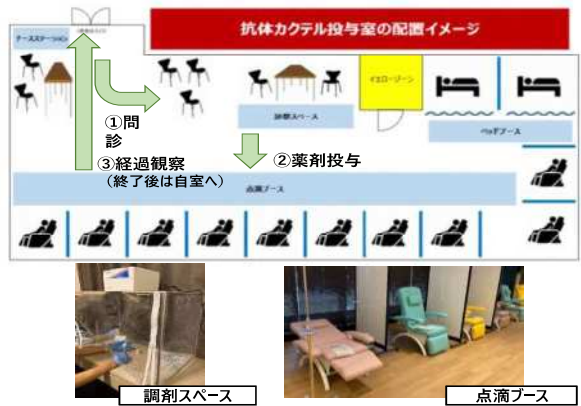 抗体カクテル投与室の配置イメージ
ナースステーション
イエローゾーン
①問
診
診察スペース
ベッドブース
③経過観察
(終了後は自室へ)
②薬剤投与
点滴ブース
調剤スペース
点滴ブース